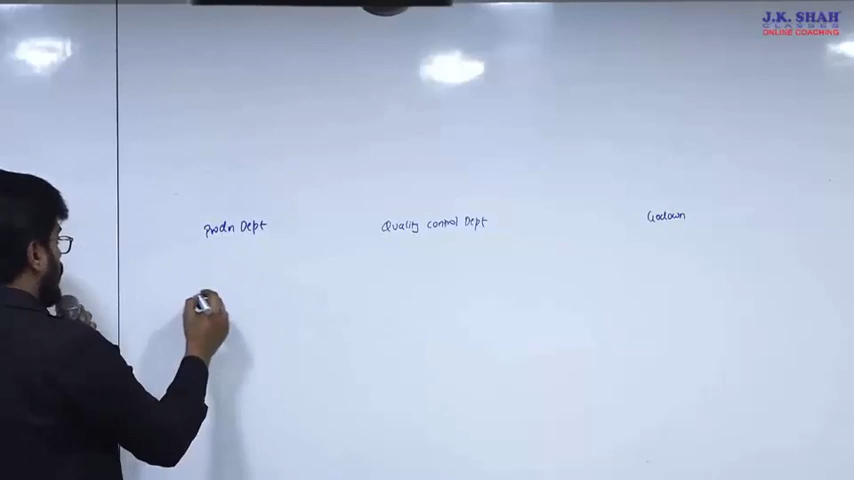 J.K. SHAH
CLASSES
ONLINE COACHING
Prodn Dept Quality control Dept Godown